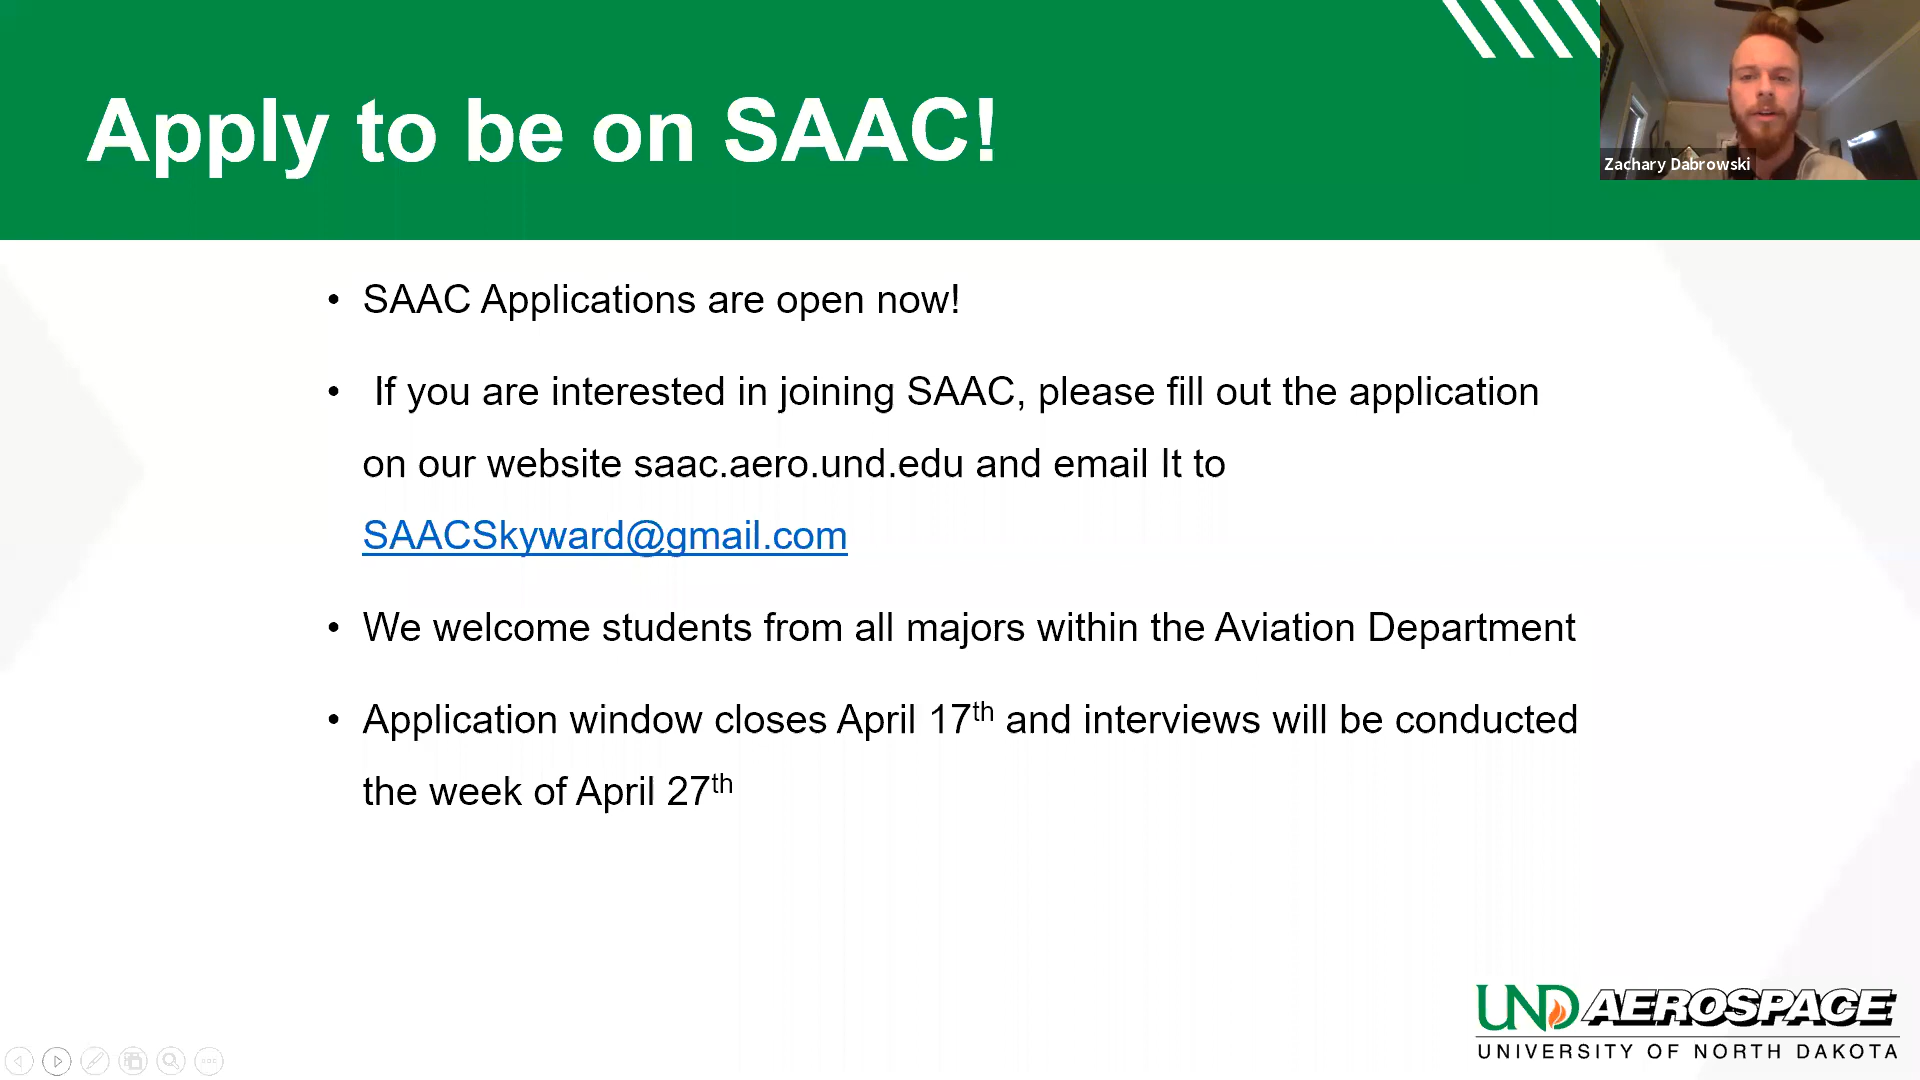 Apply to be on SAAC!
Zachary Dabrowski
• SAAC Applications are open now!
• If you are interested in joining SAAC, please fill out the application
on our website saac.aero.und.edu and email It to
SAACSkyward@gmail.com
• We welcome students from all majors within the Aviation Department
• Application window closes April 17th and interviews will be conducted
the week of April 27th
UND AEROSPACE
UNIVERSITY OF NORTH DAKOTA